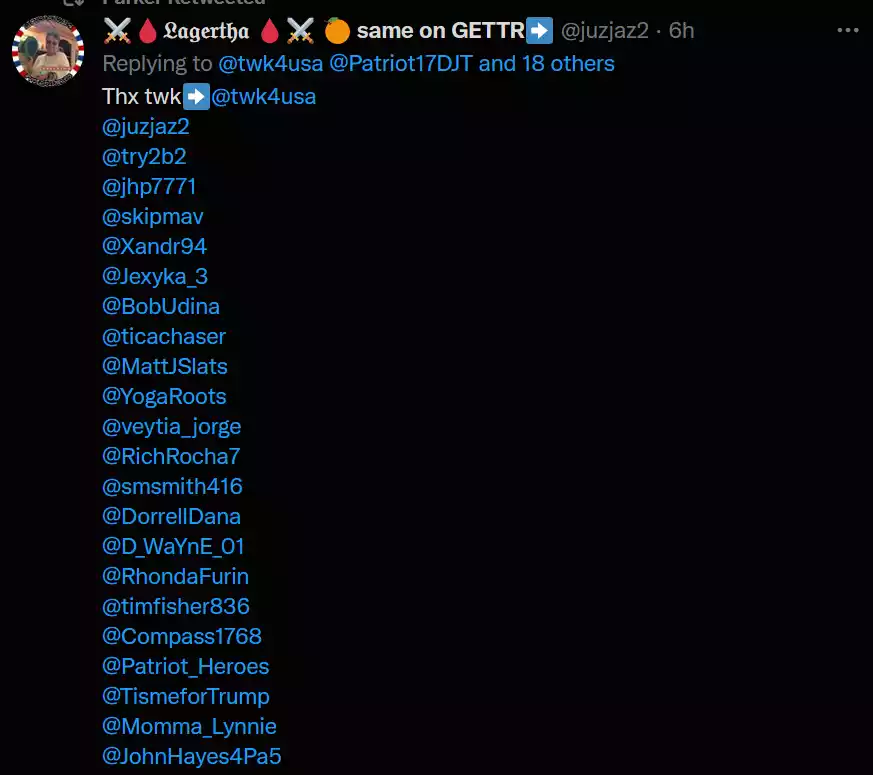 Parker Retweeted
⚔️🩸𝕷𝖆𝖌𝖊𝖗𝖙𝖍𝖆 🩸⚔️ 🍊 same on GETTR➡️ @juzjaz2 · 6h
Replying to @twk4usa @Patriot17DJT and 18 others
Thx twk➡️@twk4usa
@juzjaz2
@try2b2
@jhp7771
@skipmav
@Xandr94
@Jexyka_3
@BobUdina
@ticachaser
@MattJSlats
@YogaRoots
@veytia_jorge
@RichRocha7
@smsmith416
@DorrellDana
@D_WaYnE_01
@RhondaFurin
@timfisher836
@Compass1768
@Patriot_Heroes
@TismeforTrump
@Momma_Lynnie
@JohnHayes4Pa5